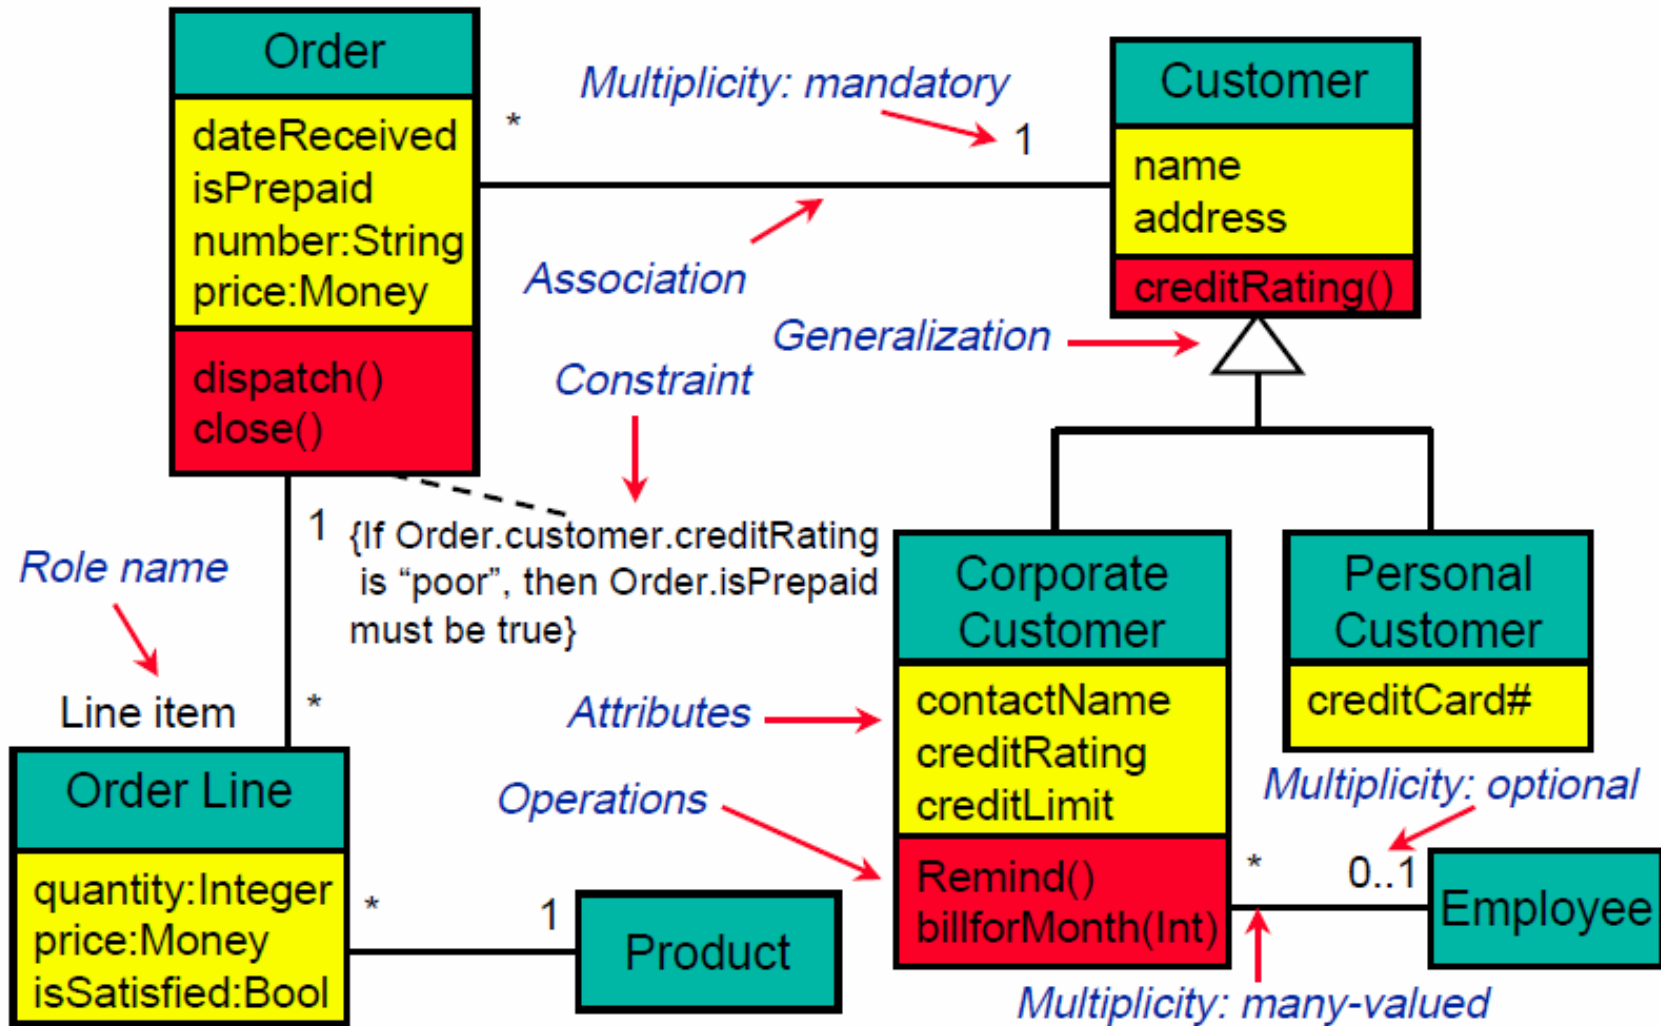 Order
dateReceived
isPrepaid
number:String
price:Money
dispatch()
close()
Multiplicity: mandatory
*
1
Association
Customer
name
address
creditRating()
Generalization
Constraint
1
{If Order.customer.creditRating
is “poor”, then Order.isPrepaid
must be true}
Role name
Line item
*
Order Line
quantity:Integer
price:Money
isSatisfied:Bool
*
1
Product
Corporate
Customer
contactName
creditRating
creditLimit
Remind()
billforMonth(Int)
Attributes
Operations
Personal
Customer
creditCard#
Multiplicity: optional
*
0..1
Employee
Multiplicity: many-valued